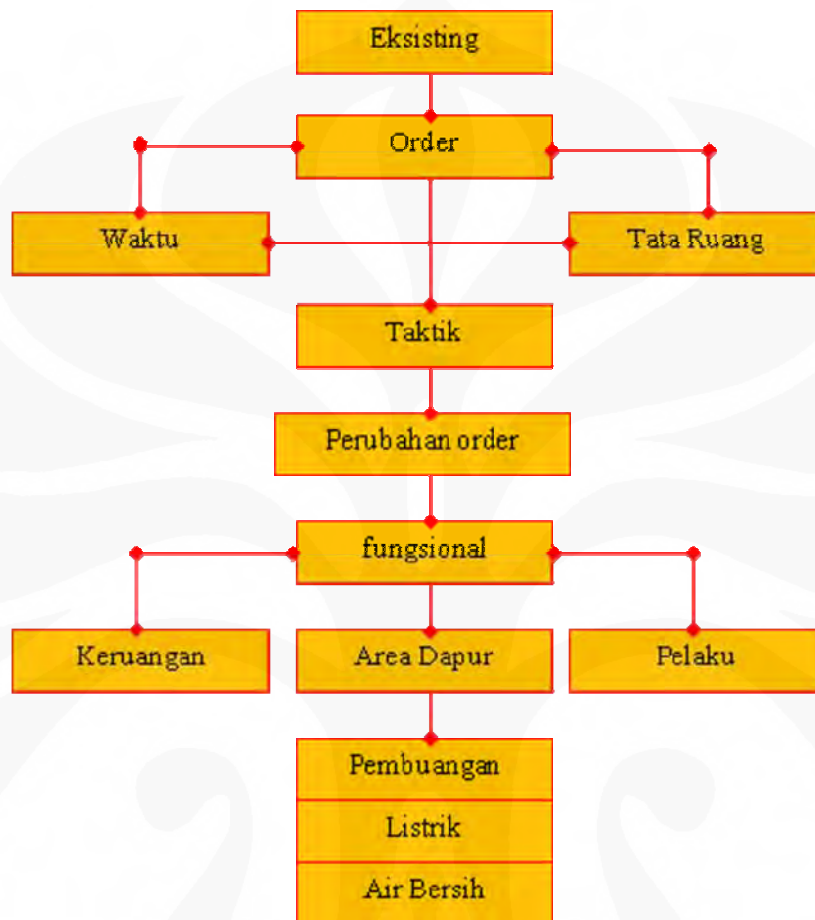 Eksisting
Order
Waktu
Tata Ruang
Taktik
Perubahan order
fungsional
Keruangan
Area Dapur
Pelaku
Pembuangan
Listrik
Air Bersih